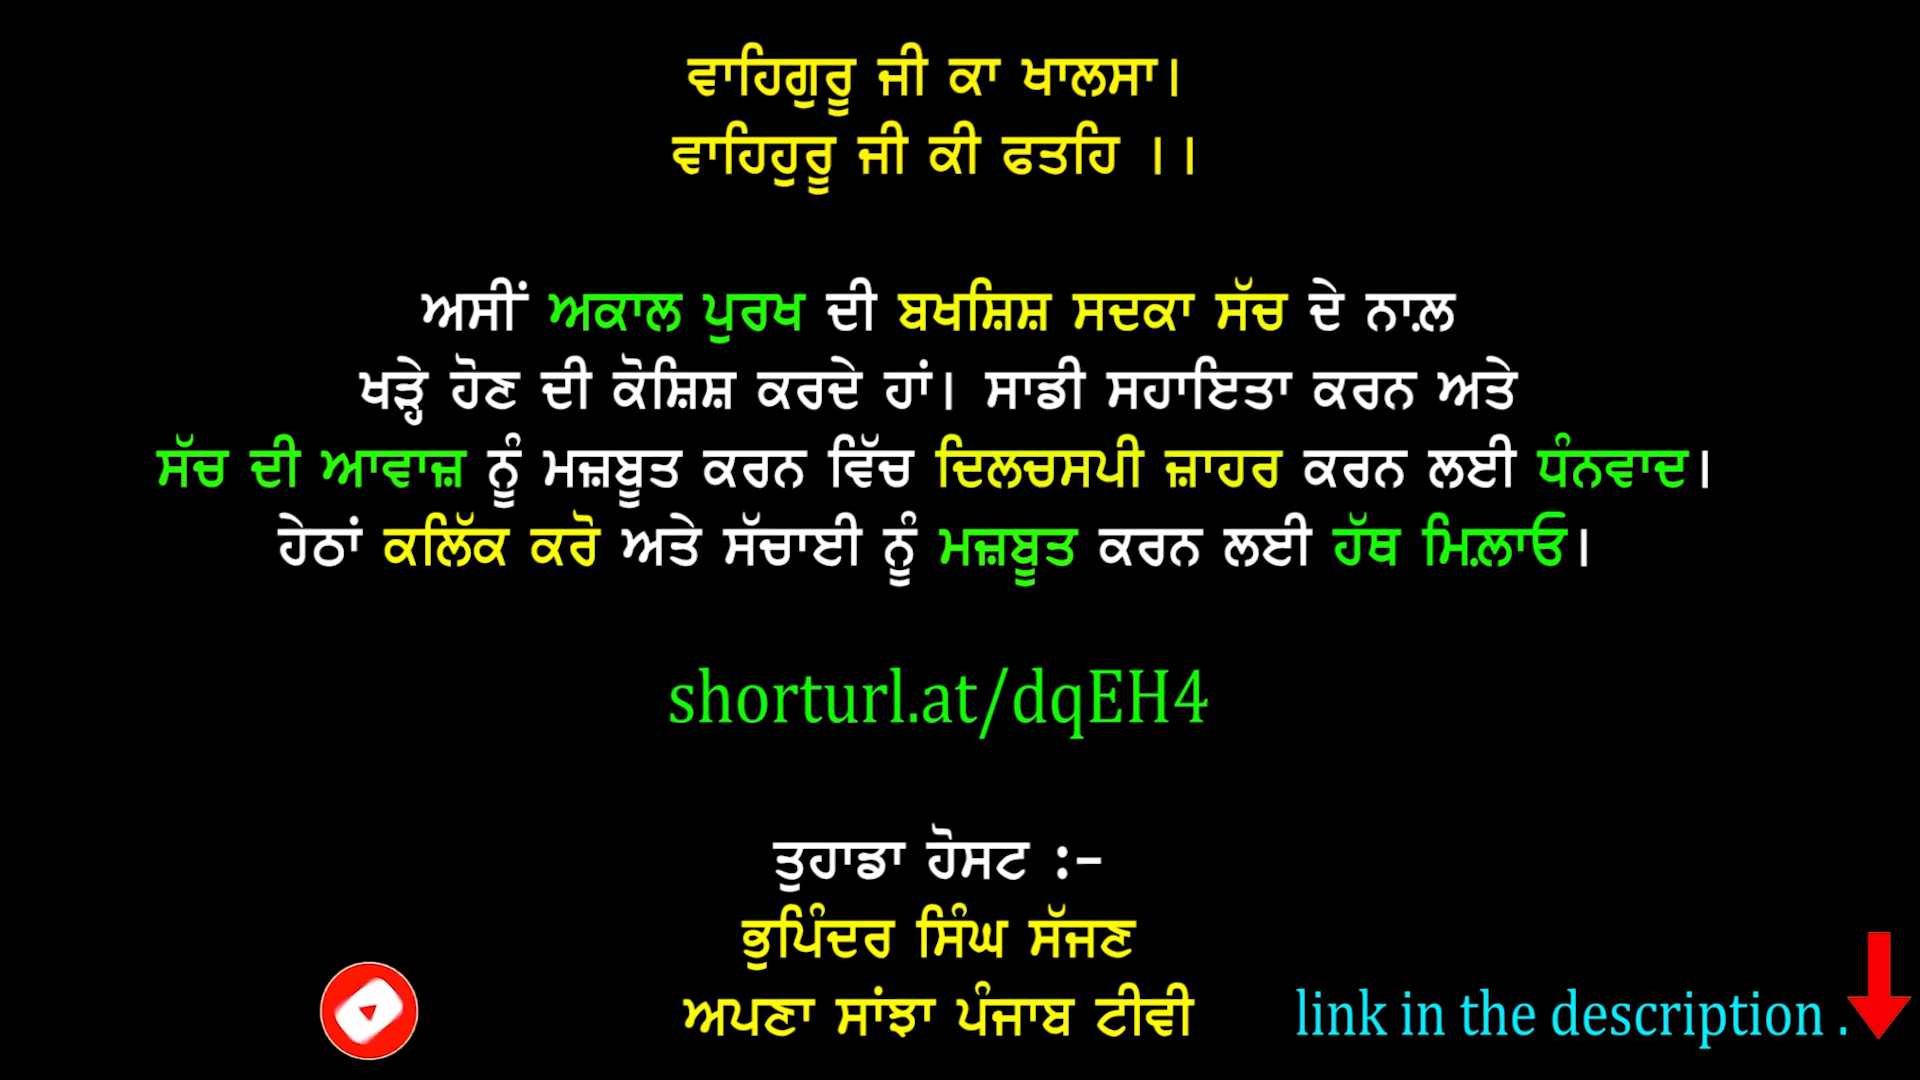 ਵਾਹਿਗੁਰੂ ਜੀ ਕਾ ਖਾਲਸਾ।
ਵਾਹਿਹੁਰੂ ਜੀ ਕੀ ਫਤਹਿ ।।
ਅਸੀਂ ਅਕਾਲ ਪੁਰਖ ਦੀ ਬਖਸ਼ਿਸ਼ ਸਦਕਾ ਸੱਚ ਦੇ ਨਾਲ਼
ਖੜ੍ਹੇ ਹੋਣ ਦੀ ਕੋਸ਼ਿਸ਼ ਕਰਦੇ ਹਾਂ। ਸਾਡੀ ਸਹਾਇਤਾ ਕਰਨ ਅਤੇ
ਸੱਚ ਦੀ ਆਵਾਜ਼ ਨੂੰ ਮਜ਼ਬੂਤ ਕਰਨ ਵਿੱਚ ਦਿਲਚਸਪੀ ਜ਼ਾਹਰ ਕਰਨ ਲਈ ਧੰਨਵਾਦ।
ਹੇਠਾਂ ਕਲਿੱਕ ਕਰੋ ਅਤੇ ਸੱਚਾਈ ਨੂੰ ਮਜ਼ਬੂਤ ਕਰਨ ਲਈ ਹੱਥ ਮਿਲ਼ਾਓ।
shorturl.at/dqEH4
ਤੁਹਾਡਾ ਹੋਸਟ :-
ਭੁਪਿੰਦਰ ਸਿੰਘ ਸੱਜਣ
ਅਪਣਾ ਸਾਂਝਾ ਪੰਜਾਬ ਟੀਵੀ
link in the description .